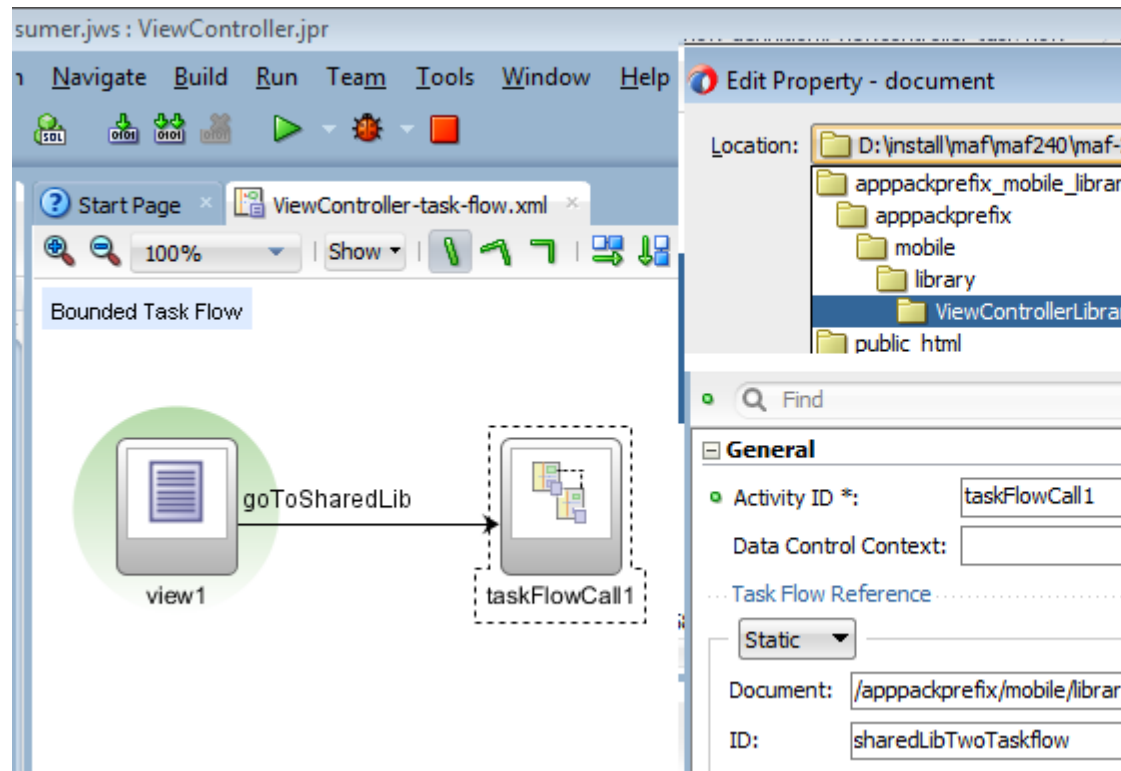 sumer.jws : ViewController.jpr
Navigate Build Run Team Tools Window Help
SQL
Start Page
ViewController-task-flow.xml
100%
Show
Bounded Task Flow
goToSharedLib
view1
taskFlowCall1
Edit Property - document
Location: D:\install\maf\maf240\maf-
apppackprefix_mobile_librar
apppackprefix
mobile
library
ViewControllerLibrar
public_html
Find
General
Activity ID *: taskFlowCall1
Data Control Context:
Task Flow Reference
Static
Document: /apppackprefix/mobile/librar
ID: sharedLibTwoTaskflow